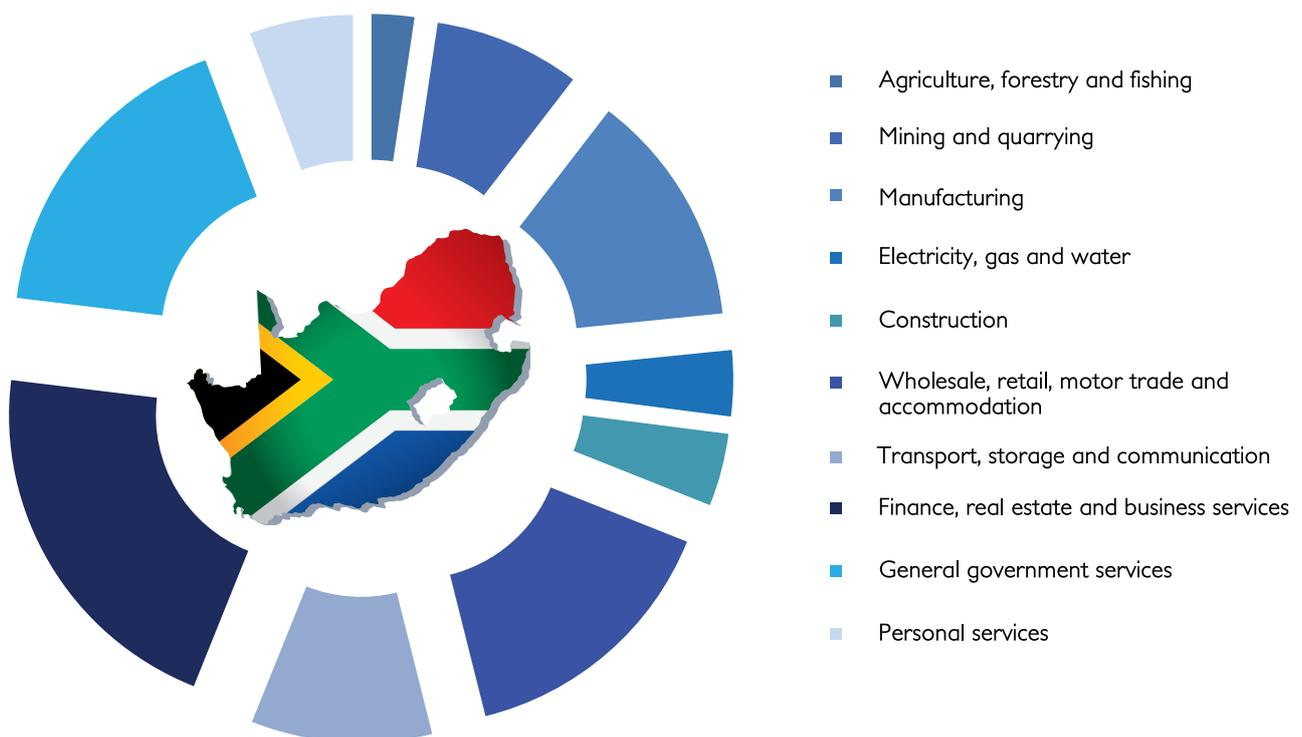 Agriculture, forestry and fishing
Mining and quarrying
Manufacturing
Electricity, gas and water
Construction
Wholesale, retail, motor trade and
accommodation
Transport, storage and communication
Finance, real estate and business services
General government services
Personal services